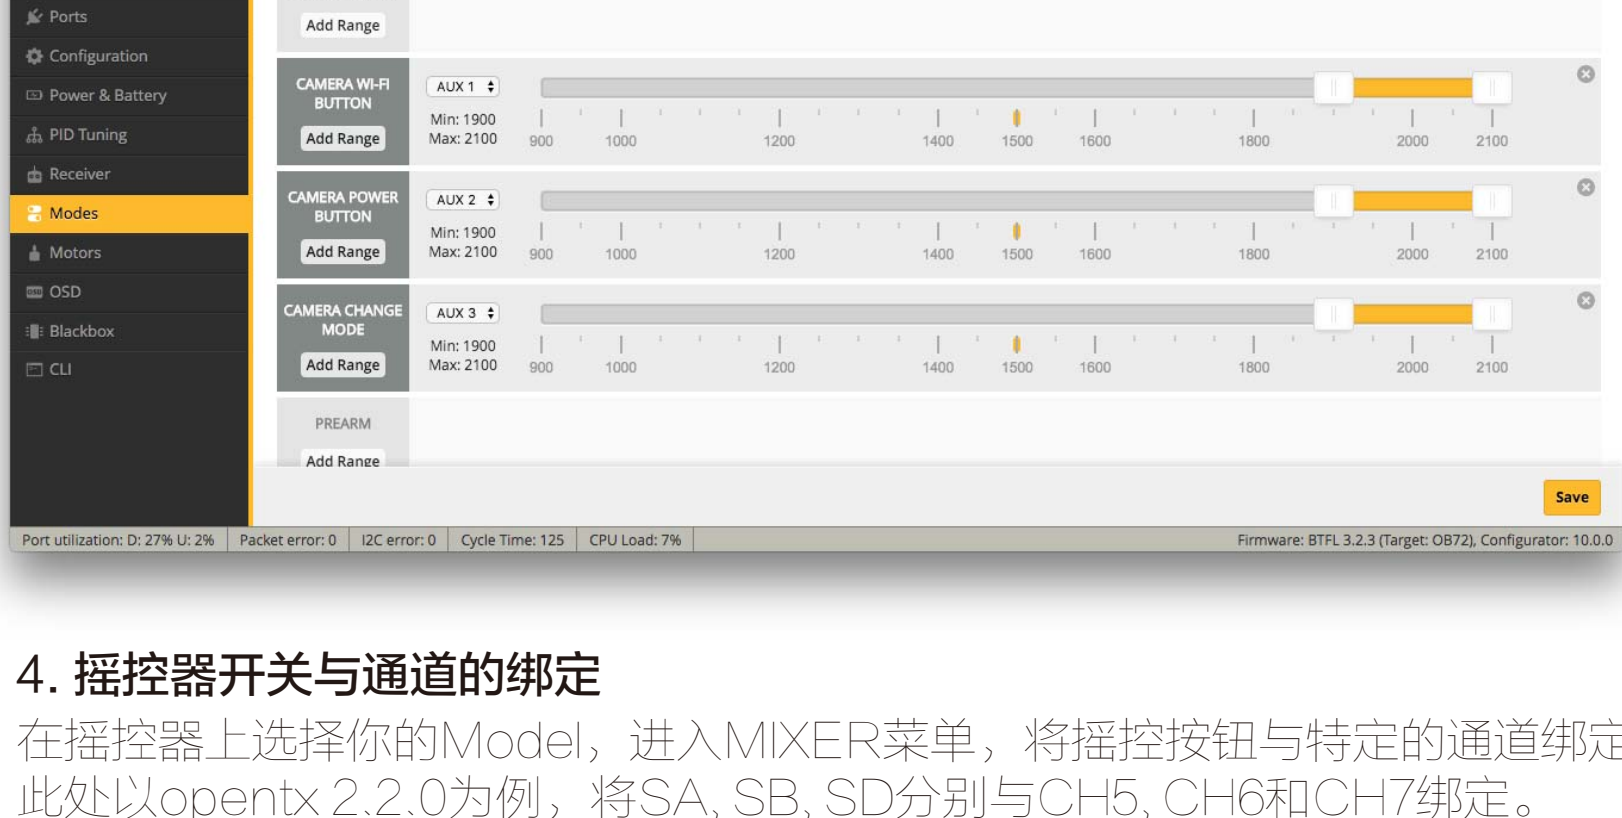 Ports
Add Range
Configuration
Power & Battery
PID Tuning
Receiver
Modes
Motors
OSD
Blackbox
CLI
CAMERA WI-FI
BUTTON
Add Range
AUX 1
Min: 1900
Max: 2100
900 1000 1200 1400 1500 1600 1800 2000 2100
CAMERA POWER
BUTTON
Add Range
AUX 2
Min: 1900
Max: 2100
900 1000 1200 1400 1500 1600 1800 2000 2100
CAMERA CHANGE
MODE
Add Range
AUX 3
Min: 1900
Max: 2100
900 1000 1200 1400 1500 1600 1800 2000 2100
PREARM
Add Range
Save
Port utilization: D: 27% U: 2% Packet error: 0 I2C error: 0 Cycle Time: 125 CPU Load: 7% Firmware: BTFL 3.2.3 (Target: OB72), Configurator: 10.0.0
4. 摇控器开关与通道的绑定
在摇控器上选择你的Model，进入MIXER菜单，将摇控按钮与特定的通道绑定
此处以opentx 2.2.0为例，将SA, SB, SD分别与CH5, CH6和CH7绑定。